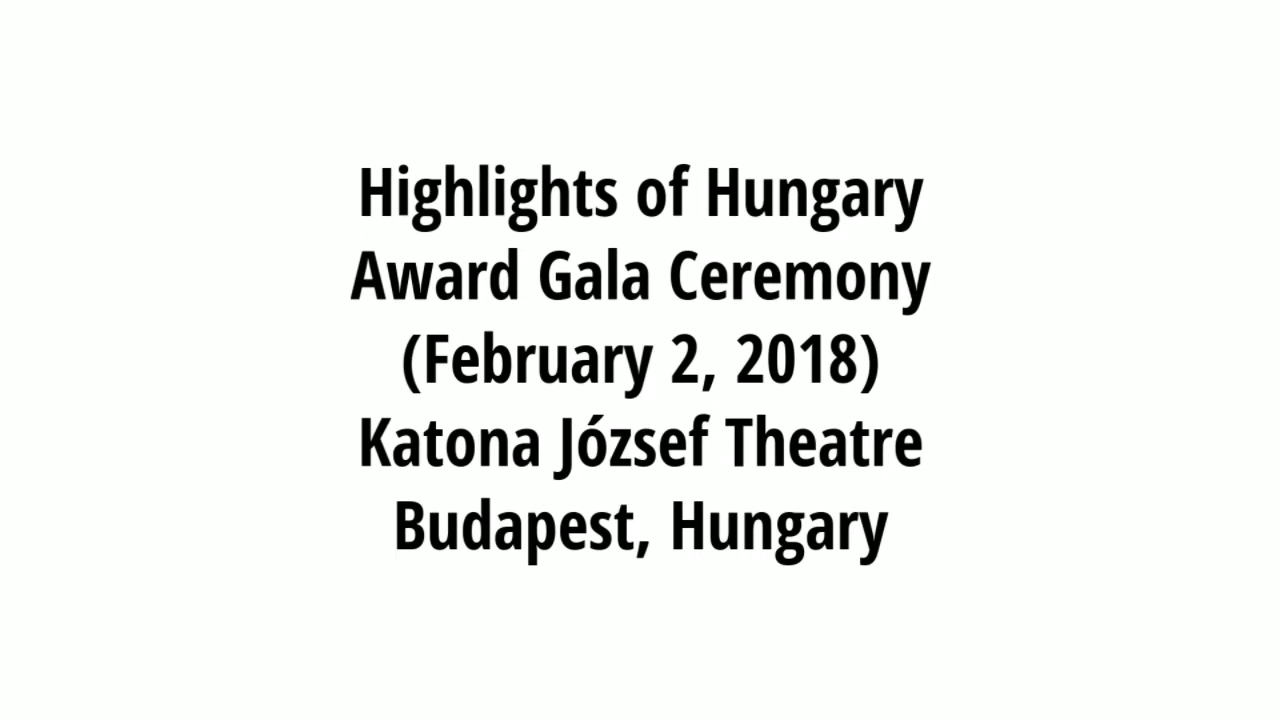 Highlights of Hungary
Award Gala Ceremony
(February 2, 2018)
Katona József Theatre
Budapest, Hungary